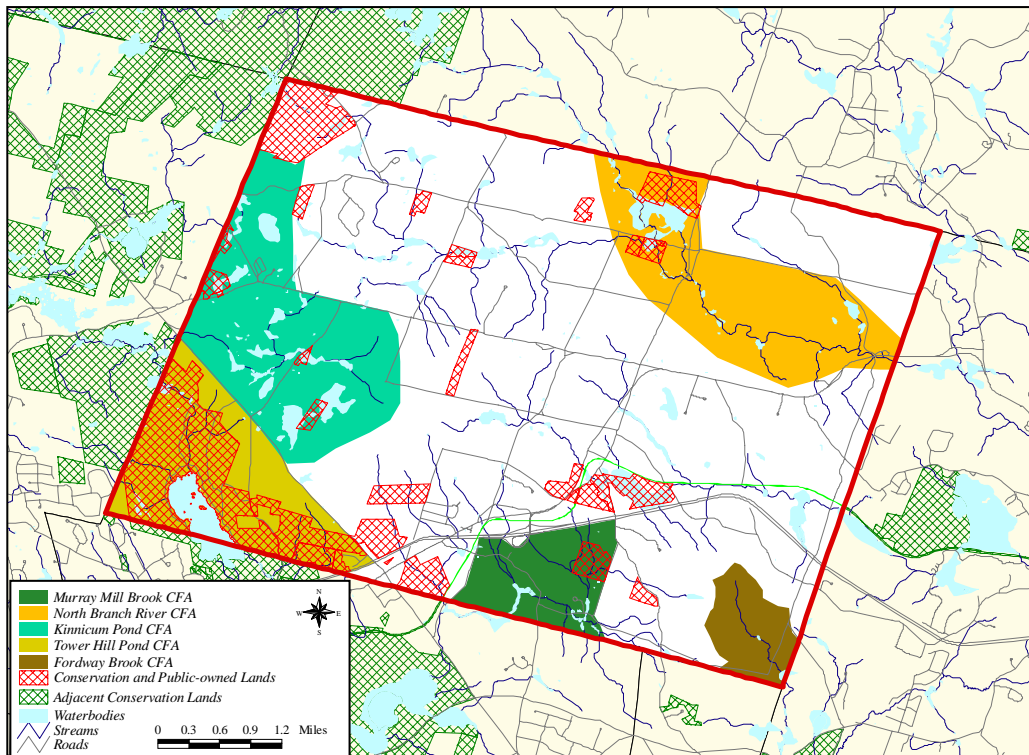 Murray Mill Brook CFA
North Branch River CFA
Kinnicum Pond CFA
Tower Hill Pond CFA
Fordway Brook CFA
Conservation and Public-owned Lands
Adjacent Conservation Lands
Waterbodies
Streams
Roads
N
W E
S
0 0.3 0.6 0.9 1.2 Miles